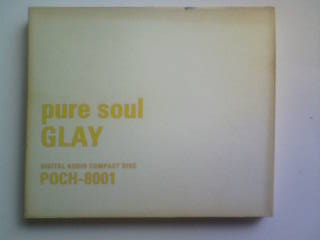 pure soul
GLAY
DIGITAL AUDIO COMPACT DISC
POCH-8001